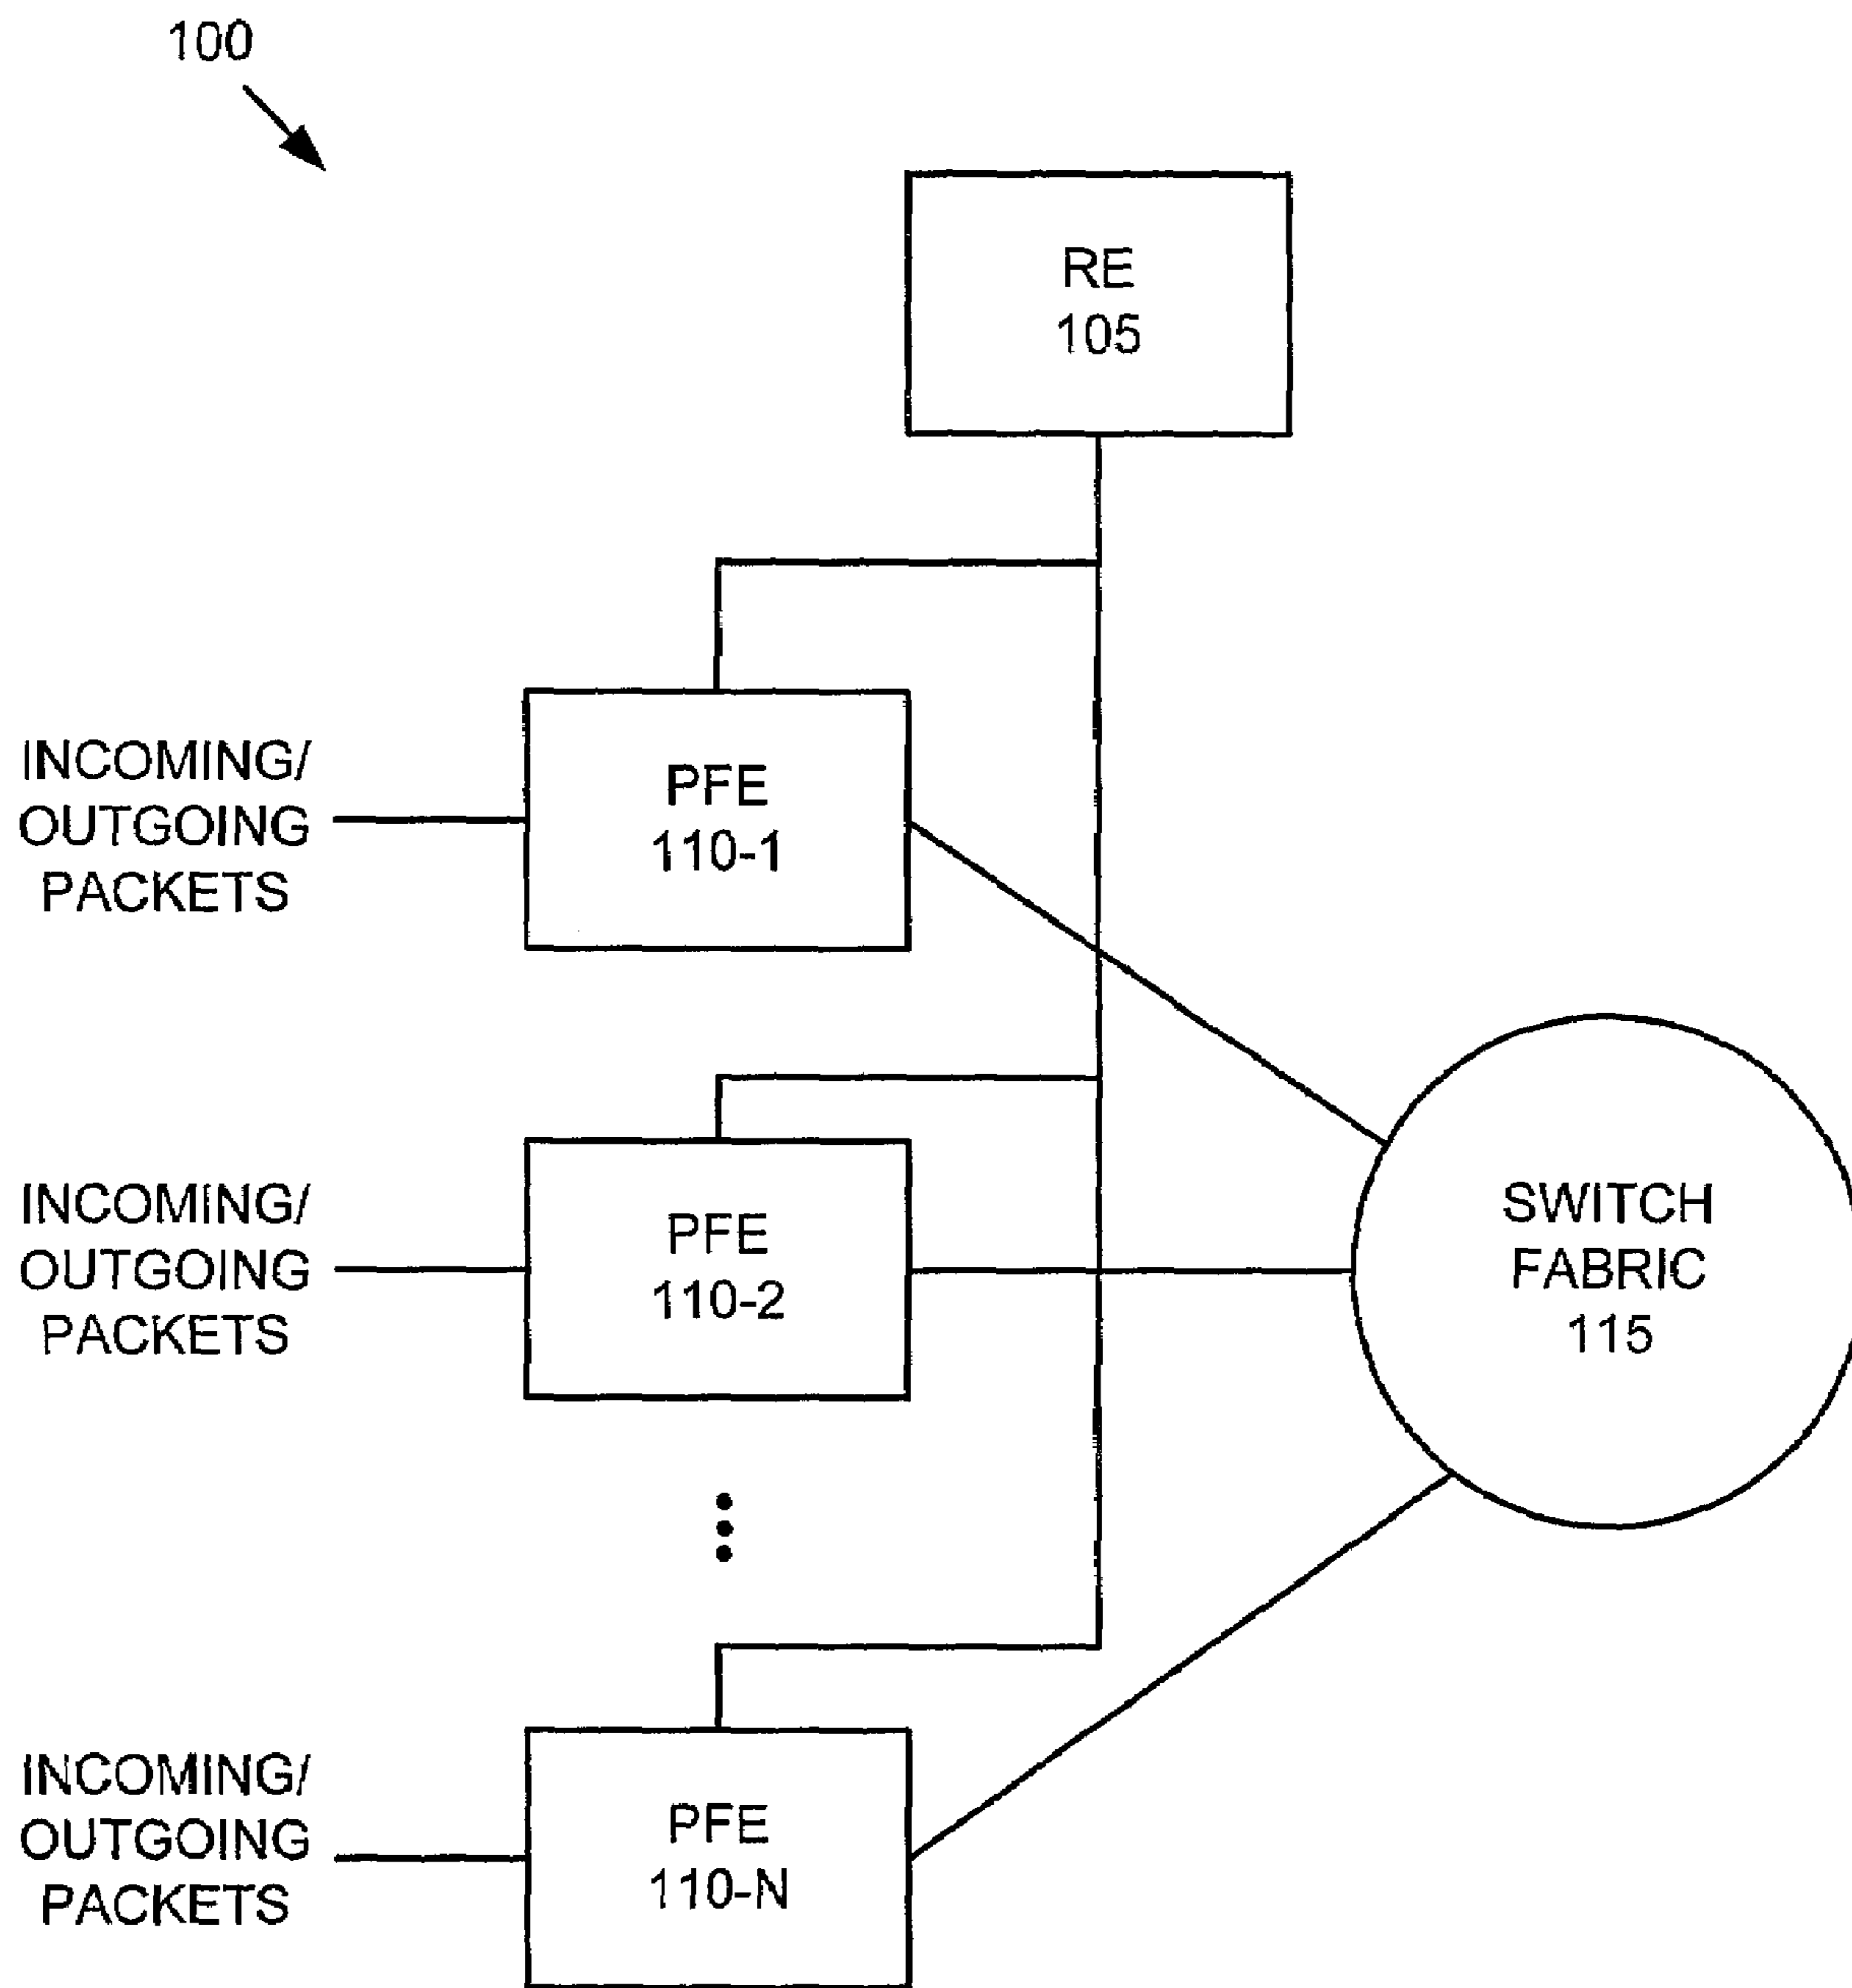 100
RE
105
INCOMING/
OUTGOING
PACKETS
PFE
110-1
INCOMING/
OUTGOING
PACKETS
PFE
110-2
SWITCH
FABRIC
115
INCOMING/
OUTGOING
PACKETS
PFE
110-N